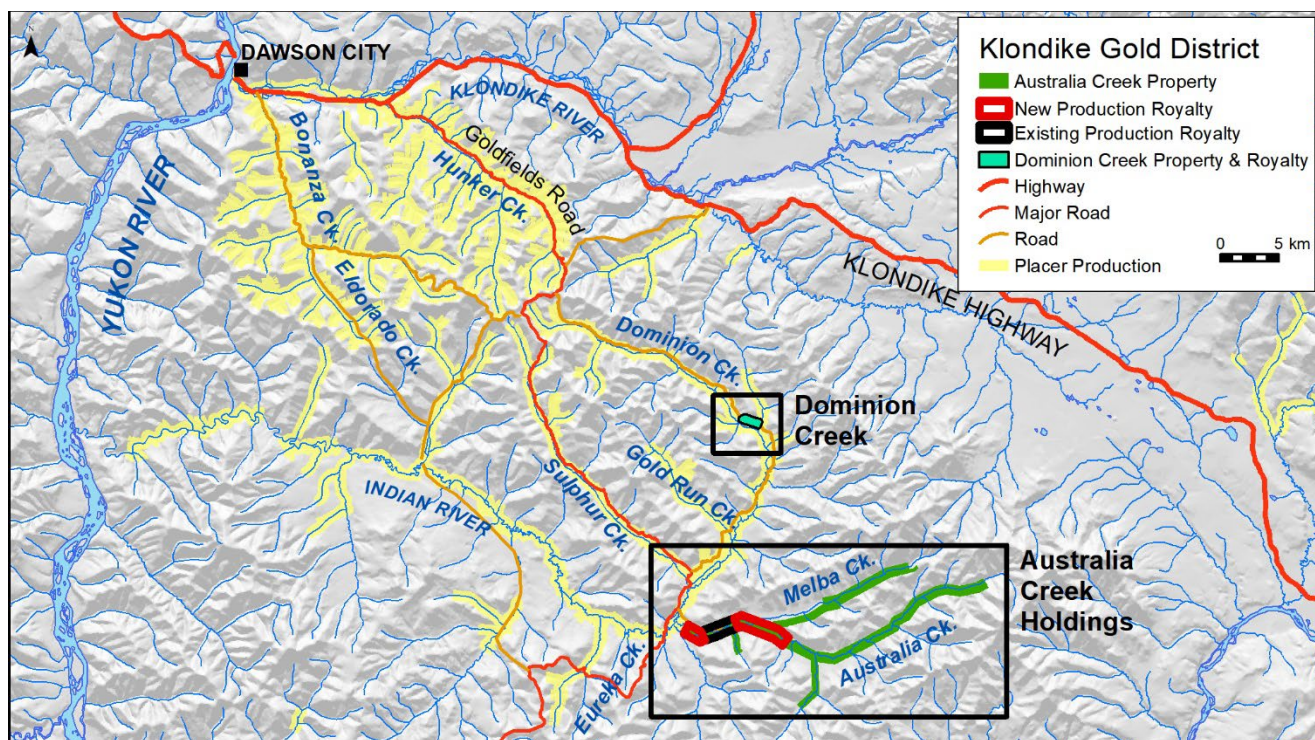 N
DAWSON CITY
KLONDIKE RIVER
Goldfields Road
Bonanza Ck.
Hunker Ck.
YUKON RIVER
Eldorado Ck.
Dominion Ck.
KLONDIKE HIGHWAY
Dominion
Creek
Gold Run Ck.
Sulphur Ck.
INDIAN RIVER
Eureka Ck.
Melba Ck.
Australia Ck.
Australia
Creek
Holdings
Klondike Gold District
Australia Creek Property
New Production Royalty
Existing Production Royalty
Dominion Creek Property & Royalty
Highway
Major Road
Road
Placer Production
0 5 km